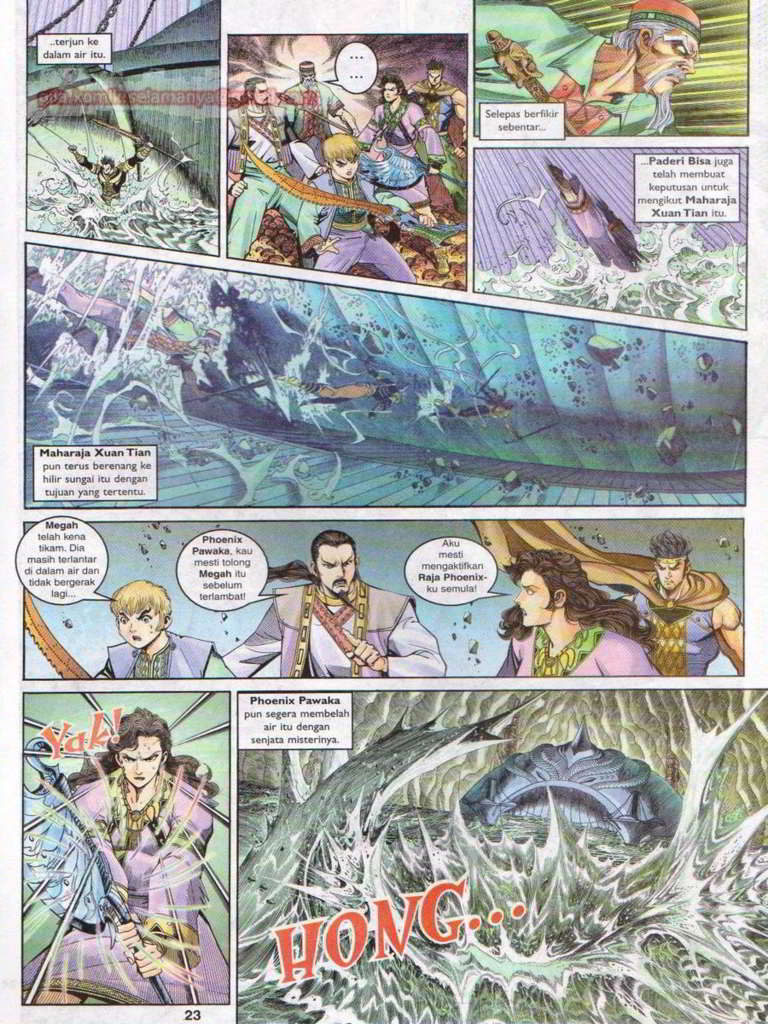 ..terjun ke
dalam air itu.
...
...
Selepas berfikir
sebentar...
...Paderi Bisa juga
telah membuat
keputusan untuk
mengikut Maharaja
Xuan Tian itu.
Maharaja Xuan Tian
pun terus berenang ke
hilir sungai itu dengan
tujuan yang tertentu.
Megah
telah kena
tikam. Dia
masih terlantar
di dalam air dan
tidak bergerak
lagi...
Phoenix
Pawaka, kau
mesti tolong
Megah itu
sebelum
terlambat!
Aku
mesti
mengaktifkan
Raja Phoenix-
ku semula!
Yak!
Phoenix Pawaka
pun segera membelah
air itu dengan
senjata misterinya.
HONG...
23